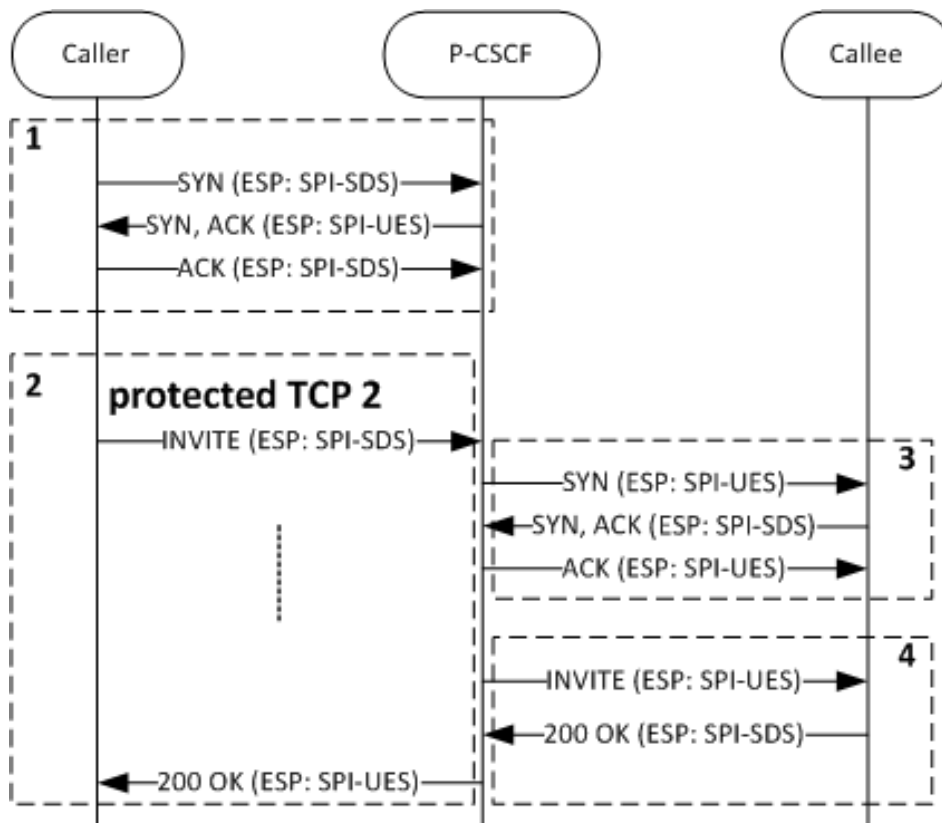 Caller
P-CSCF
Callee
1
SYN (ESP: SPI-SDS)
SYN, ACK (ESP: SPI-UES)
ACK (ESP: SPI-SDS)
2
protected TCP 2
INVITE (ESP: SPI-SDS)
3
SYN (ESP: SPI-UES)
SYN, ACK (ESP: SPI-SDS)
ACK (ESP: SPI-UES)
4
INVITE (ESP: SPI-UES)
200 OK (ESP: SPI-SDS)
200 OK (ESP: SPI-UES)